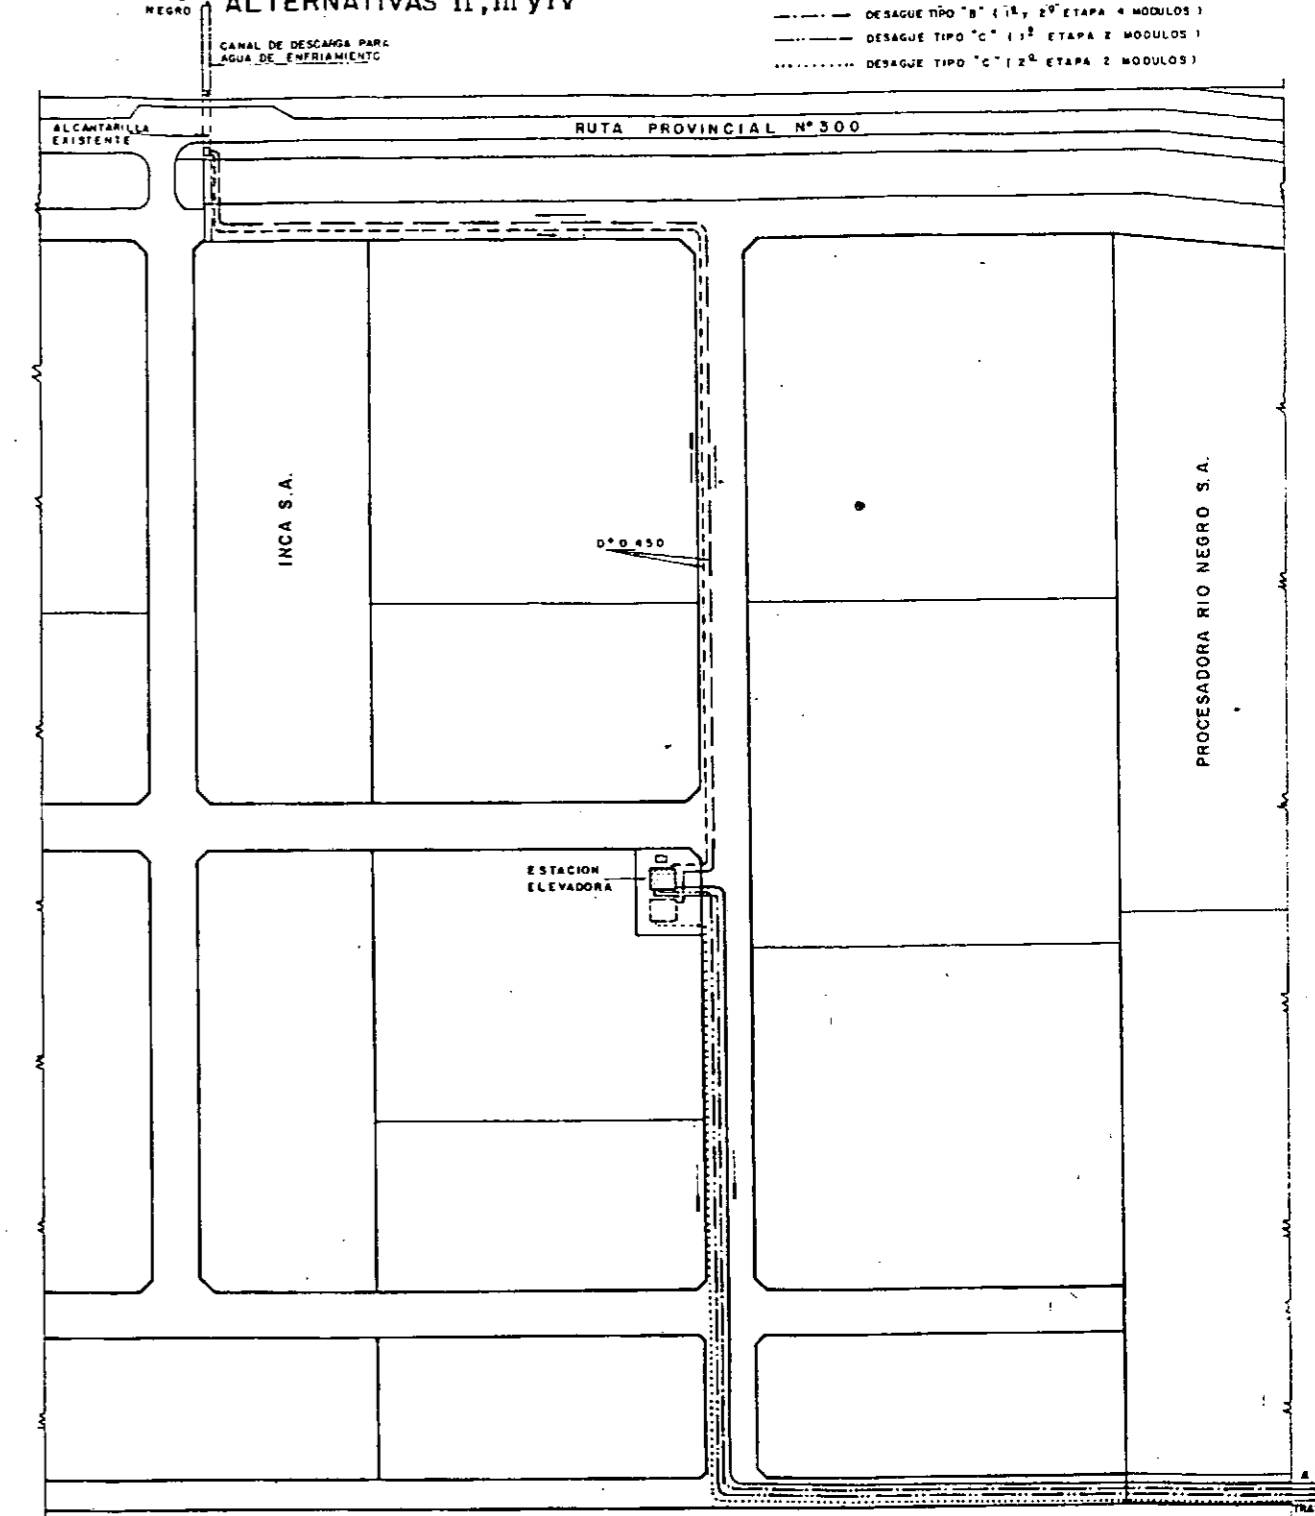 NEGRO
ALTERNATIVAS II, III y IV
CANAL DE DESCARGA PARA
AGUA DE ENFRIAMIENTO
DESAGUE TIPO "B" ( 1ª y 2ª ETAPA 4 MODULOS )
DESAGUE TIPO "C" ( 1ª ETAPA 2 MODULOS )
DESAGUE TIPO "C" ( 2ª ETAPA 2 MODULOS )
ALCANTARILLA
EXISTENTE
RUTA PROVINCIAL Nº 300
INCA S.A.
Dº 0.450
PROCESADORA RIO NEGRO S.A.
ESTACION
ELEVADORA
A
TRA